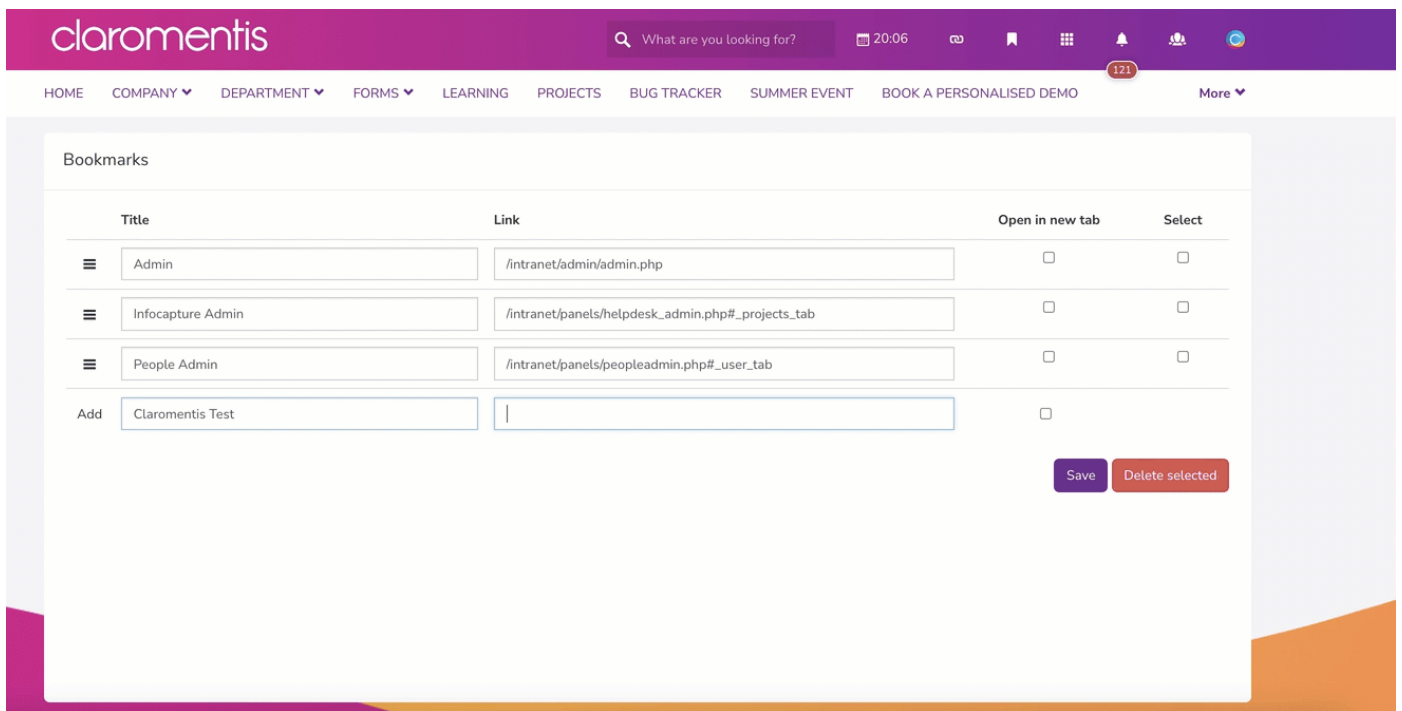 claromentis
What are you looking for?
20:06
121
HOME COMPANY DEPARTMENT FORMS LEARNING PROJECTS BUG TRACKER SUMMER EVENT BOOK A PERSONALISED DEMO More
Bookmarks
Title Link Open in new tab Select
Admin /intranet/admin/admin.php
Infocapture Admin /intranet/panels/helpdesk_admin.php#_projects_tab
People Admin /intranet/panels/peopleadmin.php#_user_tab
Add Claromentis Test
Save Delete selected